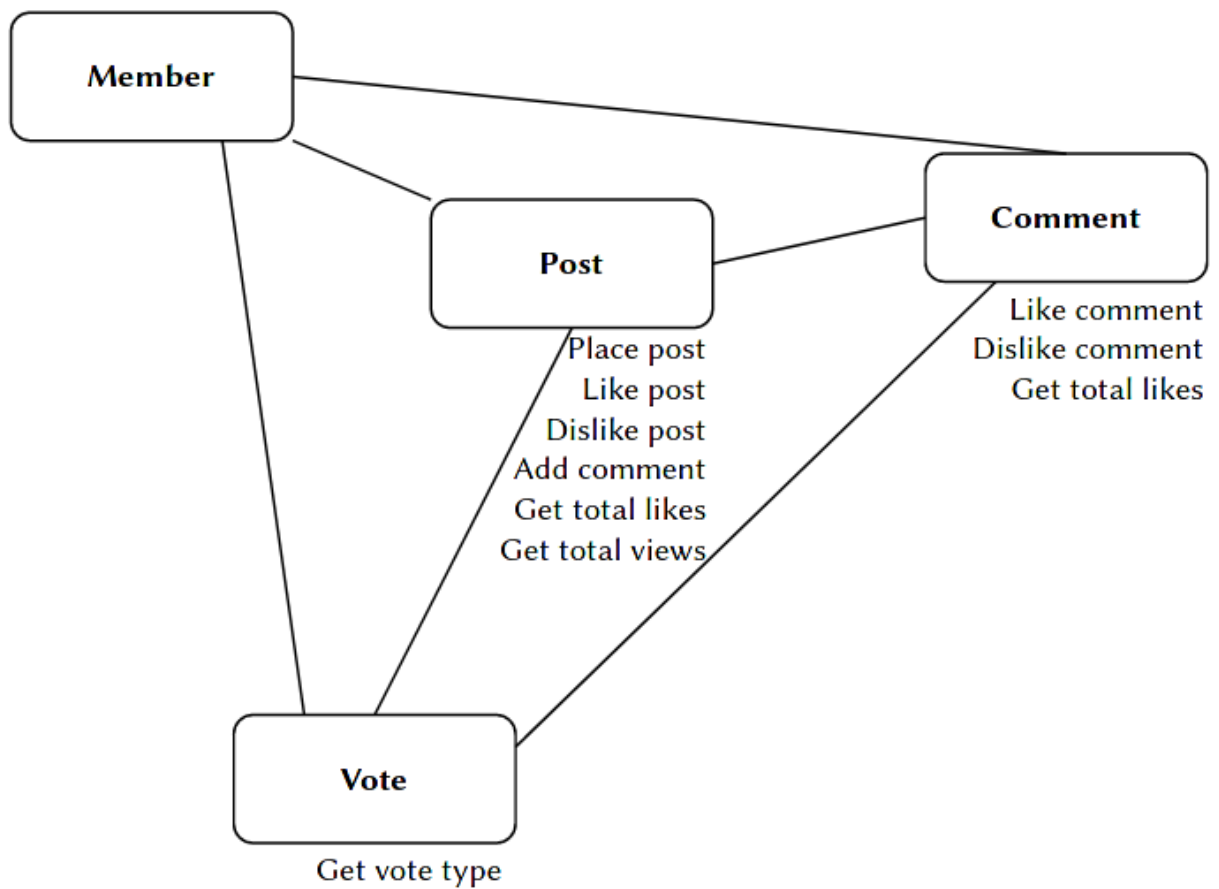 Member
Comment
Post
Like comment
Dislike comment
Get total likes
Place post
Like post
Dislike post
Add comment
Get total likes
Get total views
Vote
Get vote type